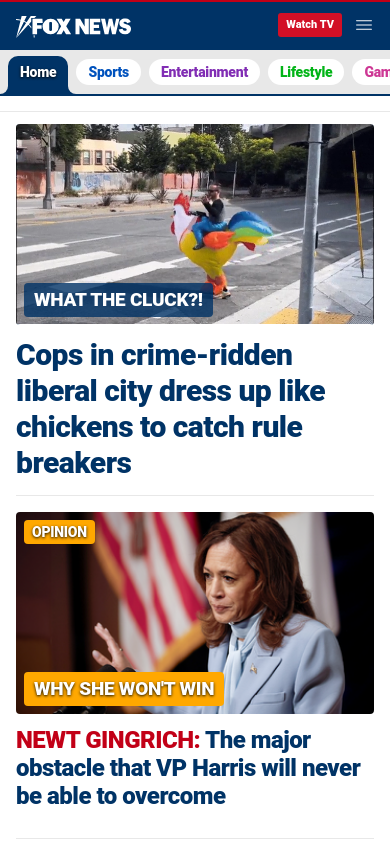 FOX NEWS
Watch TV
Home
Sports
Entertainment
Lifestyle
Gam
WHAT THE CLUCK?!
Cops in crime-ridden
liberal city dress up like
chickens to catch rule
breakers
OPINION
WHY SHE WON'T WIN
NEWT GINGRICH: The major
obstacle that VP Harris will never
be able to overcome